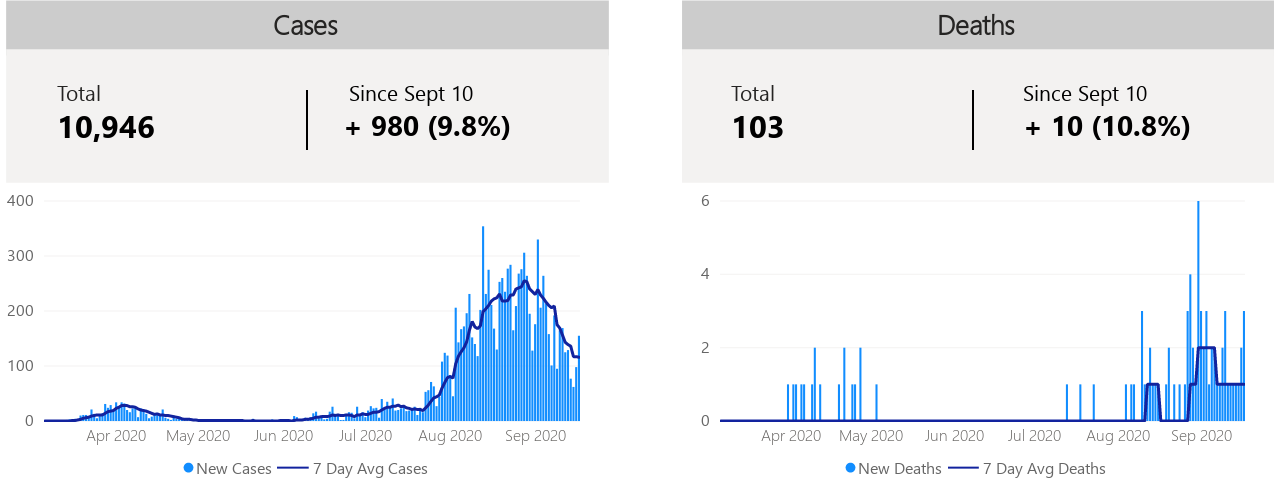 Cases
Total
Since Sept 10
10,946
+ 980 (9.8%)
400
300
200
100
0
Apr 2020 May 2020 Jun 2020 Jul 2020 Aug 2020 Sep 2020
New Cases 7 Day Avg Cases
Deaths
Total
Since Sept 10
103
+ 10 (10.8%)
6
4
2
0
Apr 2020 May 2020 Jun 2020 Jul 2020 Aug 2020 Sep 2020
New Deaths 7 Day Avg Deaths